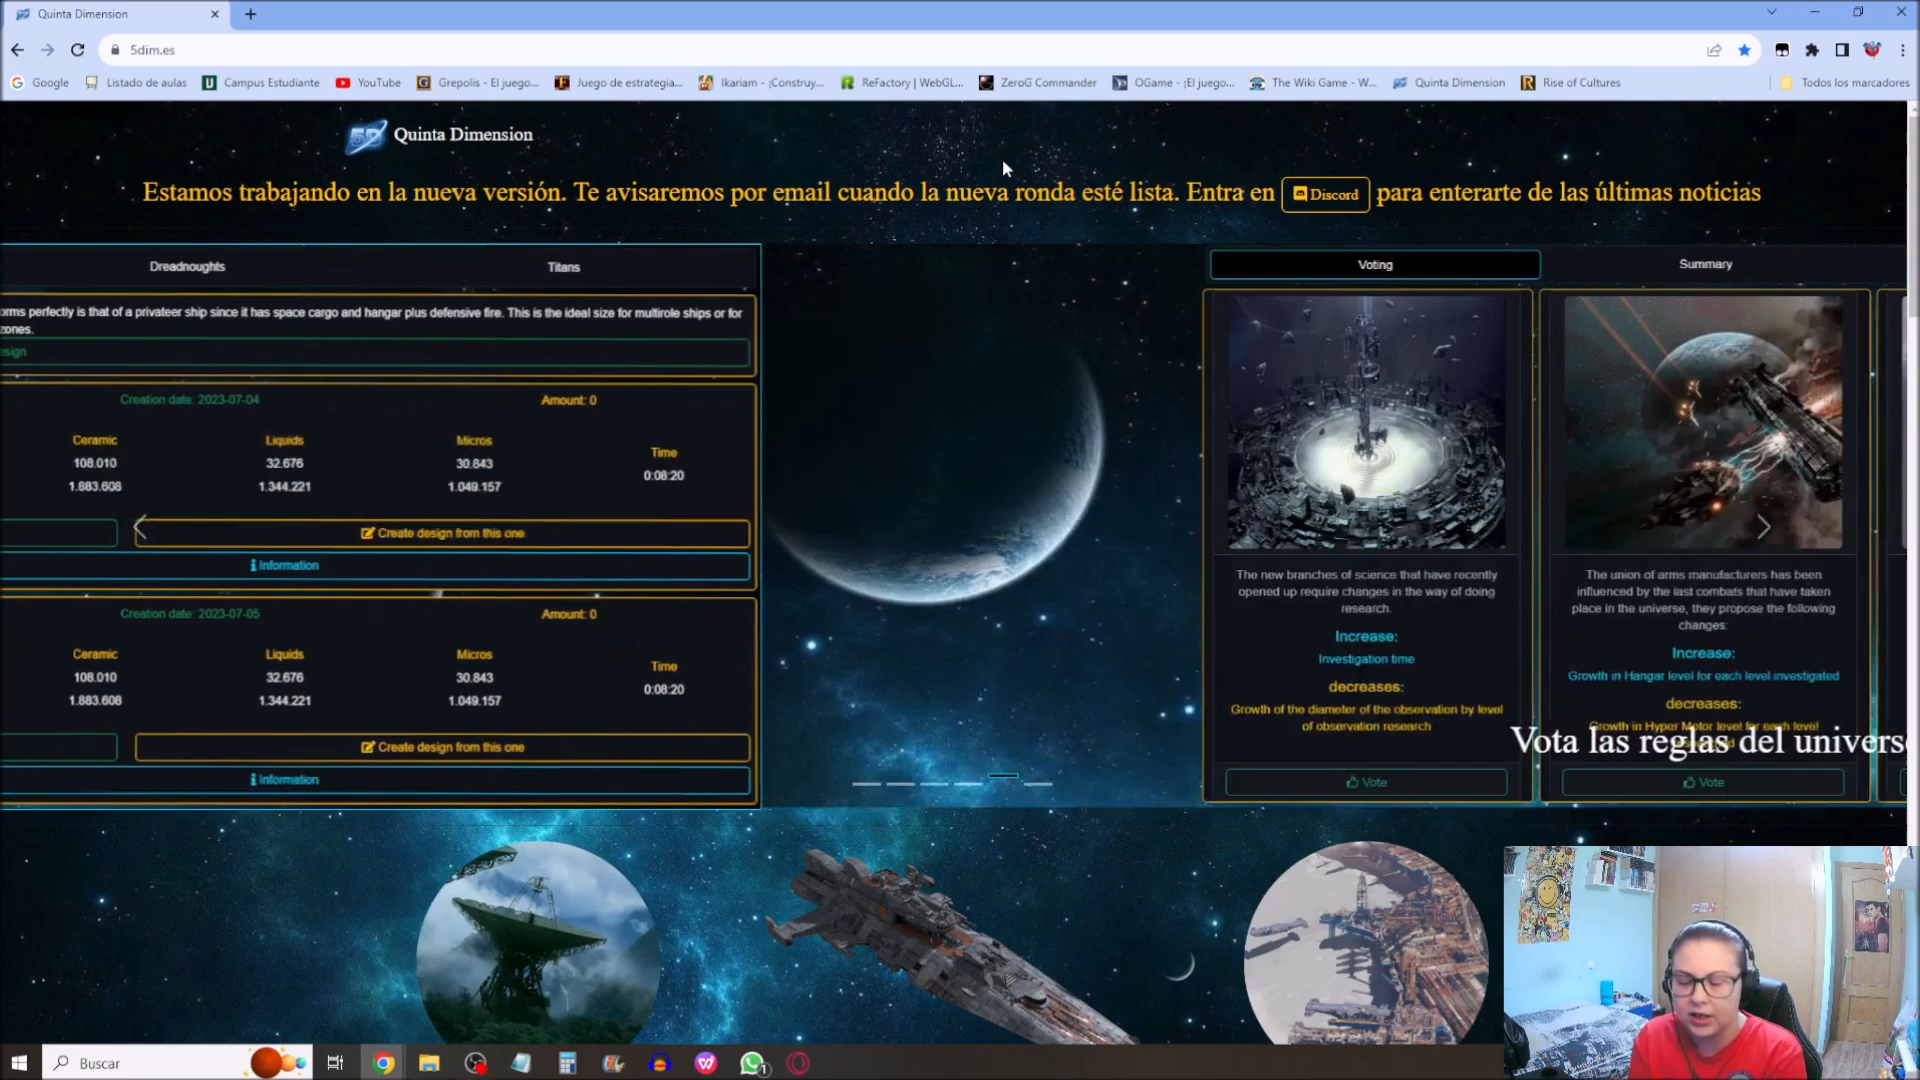 Quinta Dimension
5dim.es
Google
Listado de aulas
Campus Estudiante
YouTube
Grepolis - El juego...
Juego de estrategia...
Ikariam - ¡Construy...
ReFactory | WebGL...
ZeroG Commander
OGame - ¡El juego...
The Wiki Game - W...
Quinta Dimension
Rise of Cultures
Todos los marcadores
5D Quinta Dimension
Estamos trabajando en la nueva versión. Te avisaremos por email cuando la nueva ronda esté lista. Entra en Discord para enterarte de las últimas noticias
Dreadnoughts Titans
orms perfectly is that of a privateer ship since it has space cargo and hangar plus defensive fire. This is the ideal size for multirole ships or for
zones.
esign
Creation date: 2023-07-04 Amount: 0
Ceramic Liquids Micros Time
108.010 32.676 30.843 0:08:20
1.883.608 1.344.221 1.049.157
Create design from this one
Information
Creation date: 2023-07-05 Amount: 0
Ceramic Liquids Micros Time
108.010 32.676 30.843 0:08:20
1.883.608 1.344.221 1.049.157
Create design from this one
Information
Voting Summary
The new branches of science that have recently
opened up require changes in the way of doing
research.
Increase:
Investigation time
decreases:
Growth of the diameter of the observation by level
of observation research
Vote
The union of arms manufacturers has been
influenced by the last combats that have taken
place in the universe, they propose the following
changes:
Increase:
Growth in Hangar level for each level investigated
decreases:
Growth in Hyper Motor level for each level
Vote
Vota las reglas del universo
Buscar
1